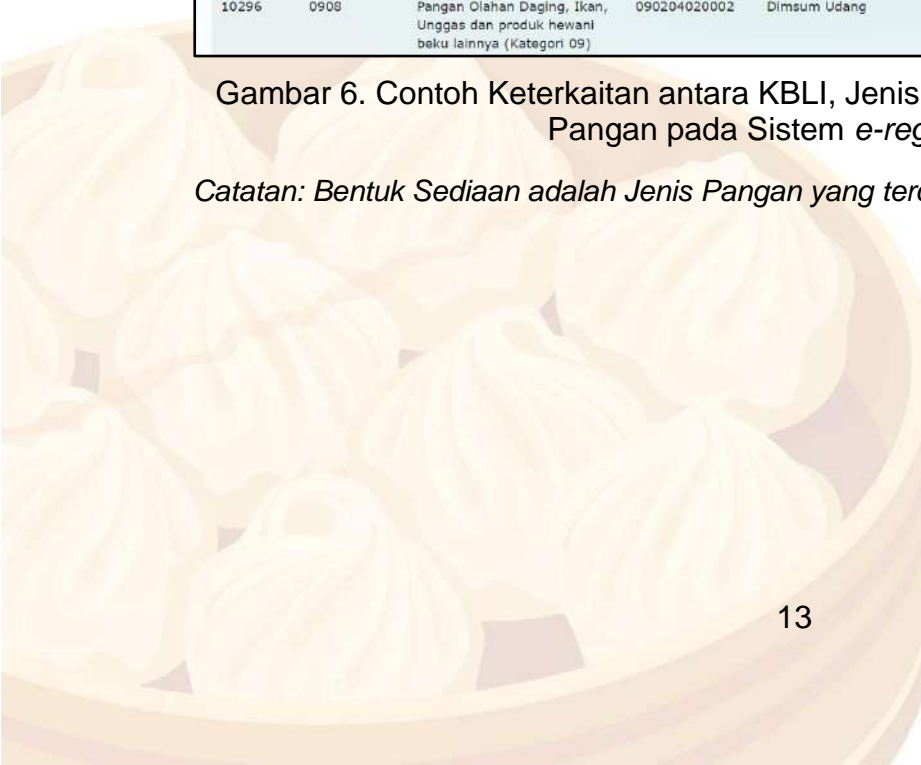 10296 0908 Pangan Olahan Daging, Ikan, 090204020002 Dimsum Udang
Unggas dan produk hewani
beku lainnya (Kategori 09)
Gambar 6. Contoh Keterkaitan antara KBLI, Jenis
Pangan pada Sistem e-reg
Catatan: Bentuk Sediaan adalah Jenis Pangan yang ter
13